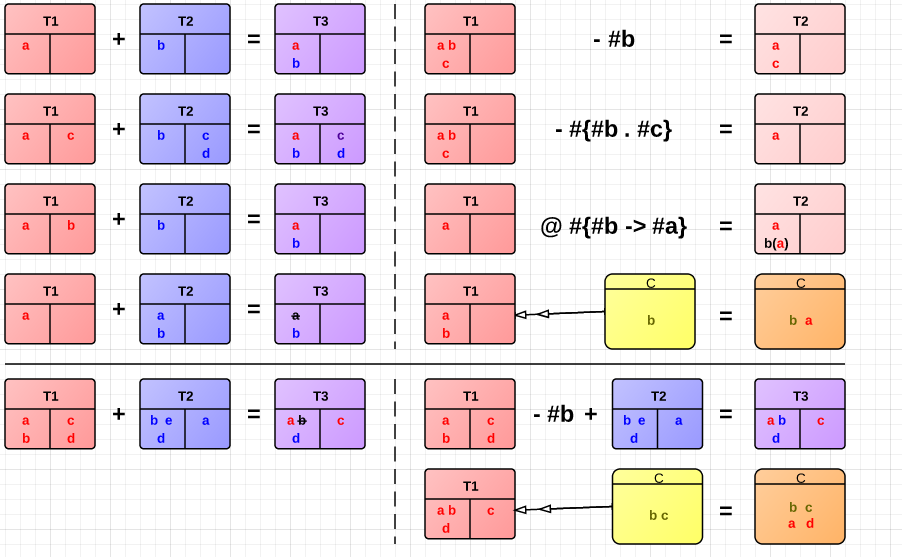 T1 + T2 = T3
a b a
b
T1 - #b = T2
a b a
c c
T1 + T2 = T3
a c b c a c
d b d
T1 - #{#b . #c} = T2
a b a
c
T1 + T2 = T3
a b b a
b
T1 @ #{#b -> #a} = T2
a a
b(a)
T1 + T2 = T3
a a a
b b
T1 C = C
a b b a
b
T1 + T2 = T3
a c b e a a b c
b d d d
T1 - #b + T2 = T3
a c b e a a b c
b d d d
T1 C = C
a b c b c b c
d a d